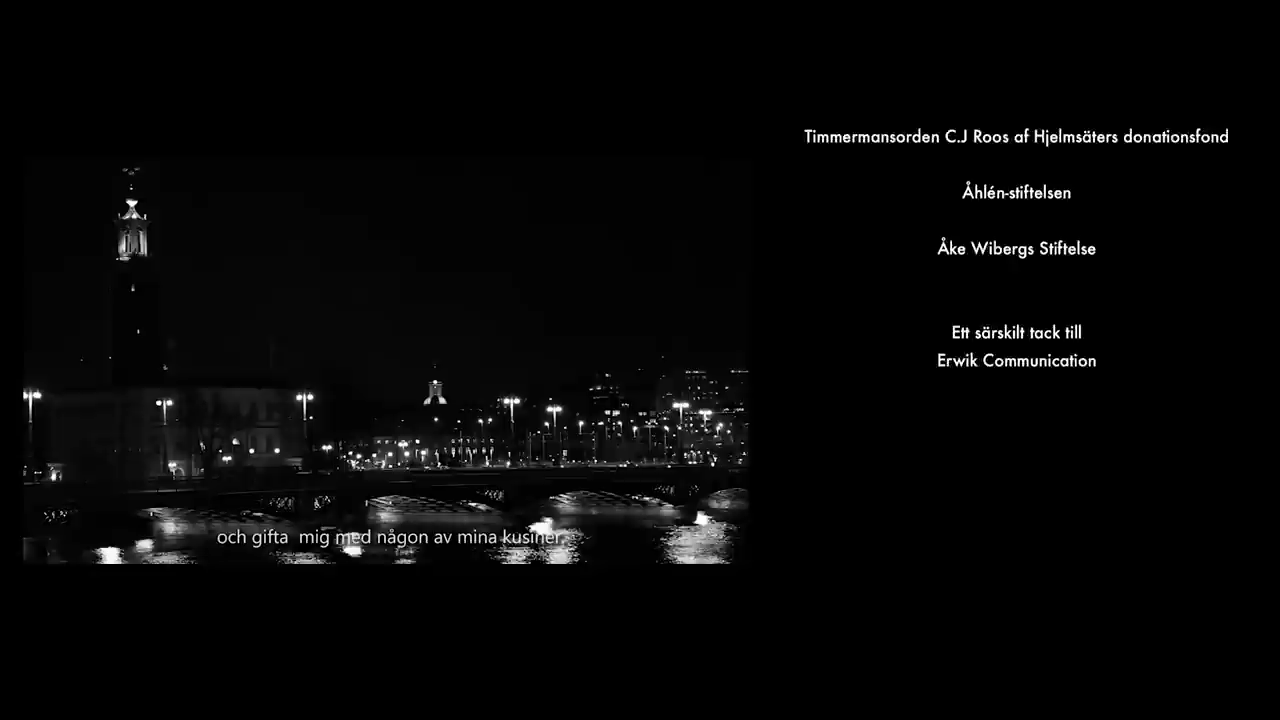 Timmermansorden C.J Roos af Hjelmsäters donationsfond
Åhlén-stiftelsen
Åke Wibergs Stiftelse
Ett särskilt tack till
Erwik Communication
och gifta mig med någon av mina kusiner.